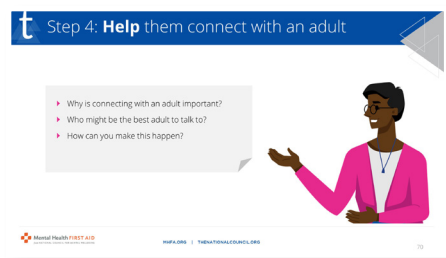 t
Step 4: Help them connect with an adult
Why is connecting with an adult important?
Who might be the best adult to talk to?
How can you make this happen?
Mental Health FIRST AID
MHFA.ORG | THENATIONALCOUNCIL.ORG
70